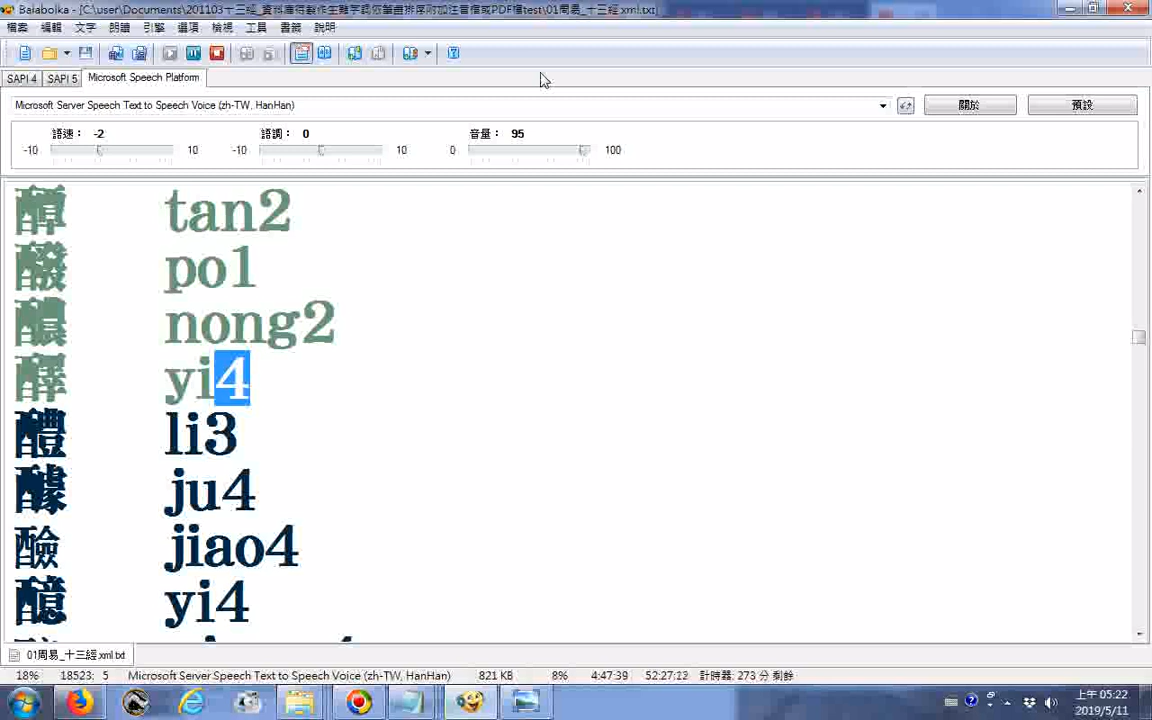 Balabolka - [C:\user\Documents\201103十三經_資料庫待製作生難字詞依筆畫排序附加注音檔或PDF檔test\01周易_十三經xml.txt]
檔案 編輯 文字 朗讀 引擎 選項 檢視 工具 書籤 說明
SAPI 4 SAPI 5 Microsoft Speech Platform
Microsoft Server Speech Text to Speech Voice (zh-TW, HanHan) 關於 預設
語速： -2 語調： 0 音量： 95
-10 10 -10 10 0 100
醰 tan2
醱 po1
醲 nong2
醳 yi4
醴 li3
醵 ju4
醶 jiao4
醷 yi4
01周易_十三經.xml.txt
18% 18523: 5 Microsoft Server Speech Text to Speech Voice (zh-TW, HanHan) 821 KB 8% 4:47:39 52:27:12 計時器: 273 分 剩餘
上午 05:22
2019/5/11